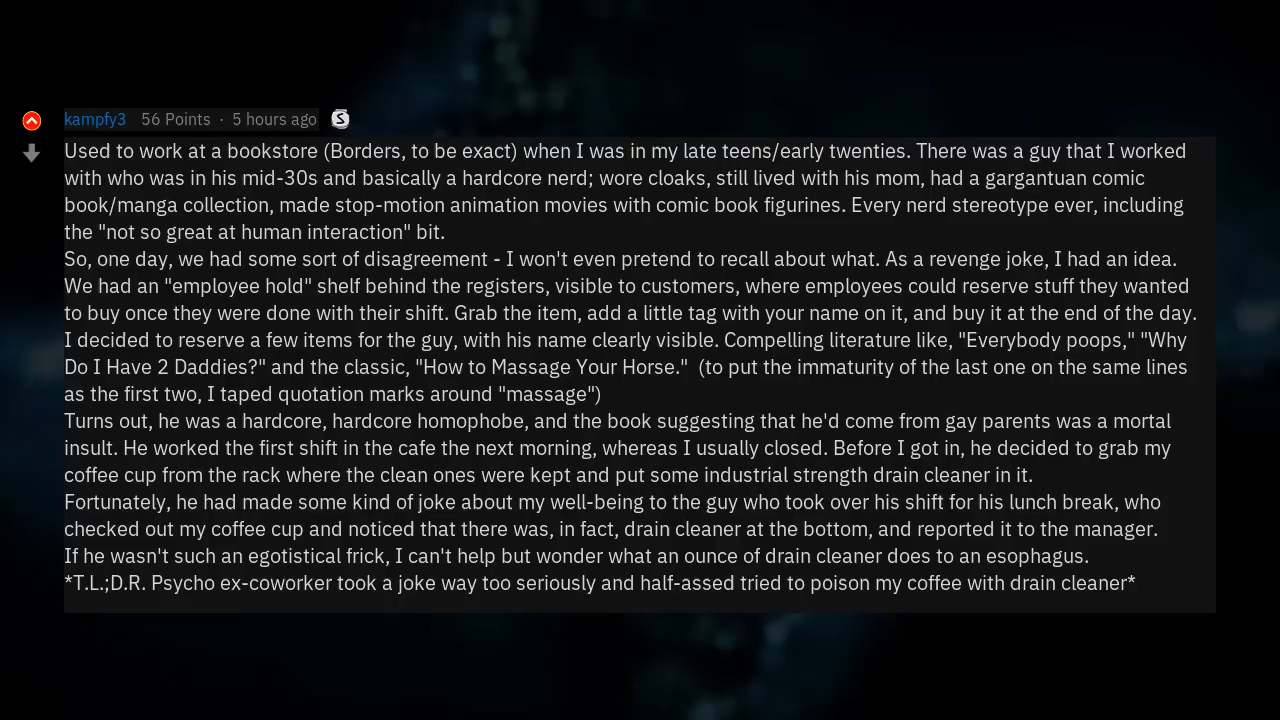 kampfy3 56 Points · 5 hours ago S
Used to work at a bookstore (Borders, to be exact) when I was in my late teens/early twenties. There was a guy that I worked
with who was in his mid-30s and basically a hardcore nerd; wore cloaks, still lived with his mom, had a gargantuan comic
book/manga collection, made stop-motion animation movies with comic book figurines. Every nerd stereotype ever, including
the "not so great at human interaction" bit.
So, one day, we had some sort of disagreement - I won't even pretend to recall about what. As a revenge joke, I had an idea.
We had an "employee hold" shelf behind the registers, visible to customers, where employees could reserve stuff they wanted
to buy once they were done with their shift. Grab the item, add a little tag with your name on it, and buy it at the end of the day.
I decided to reserve a few items for the guy, with his name clearly visible. Compelling literature like, "Everybody poops," "Why
Do I Have 2 Daddies?" and the classic, "How to Massage Your Horse."  (to put the immaturity of the last one on the same lines
as the first two, I taped quotation marks around "massage")
Turns out, he was a hardcore, hardcore homophobe, and the book suggesting that he'd come from gay parents was a mortal
insult. He worked the first shift in the cafe the next morning, whereas I usually closed. Before I got in, he decided to grab my
coffee cup from the rack where the clean ones were kept and put some industrial strength drain cleaner in it.
Fortunately, he had made some kind of joke about my well-being to the guy who took over his shift for his lunch break, who
checked out my coffee cup and noticed that there was, in fact, drain cleaner at the bottom, and reported it to the manager.
If he wasn't such an egotistical frick, I can't help but wonder what an ounce of drain cleaner does to an esophagus.
*T.L.;D.R. Psycho ex-coworker took a joke way too seriously and half-assed tried to poison my coffee with drain cleaner*